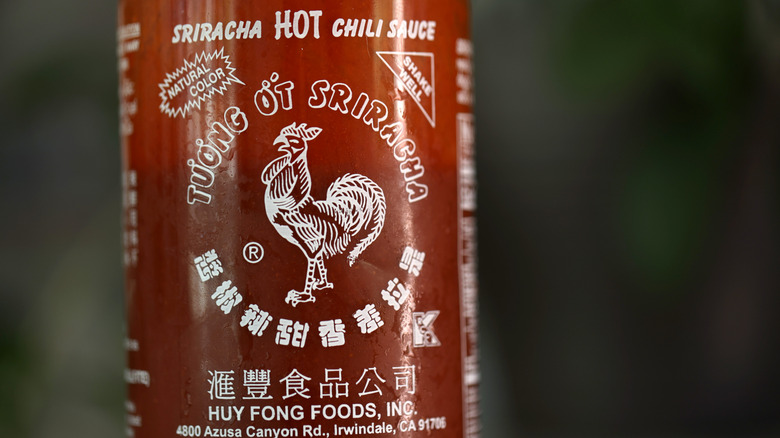 SRIRACHA HOT CHILI SAUCE
NATURAL COLOR
SHAKE WELL
TƯƠNG ỚT SRIRACHA
®
是拉差香甜辣椒醬
K
滙豐食品公司
HUY FONG FOODS, INC.
4800 Azusa Canyon Rd., Irwindale, CA 91706